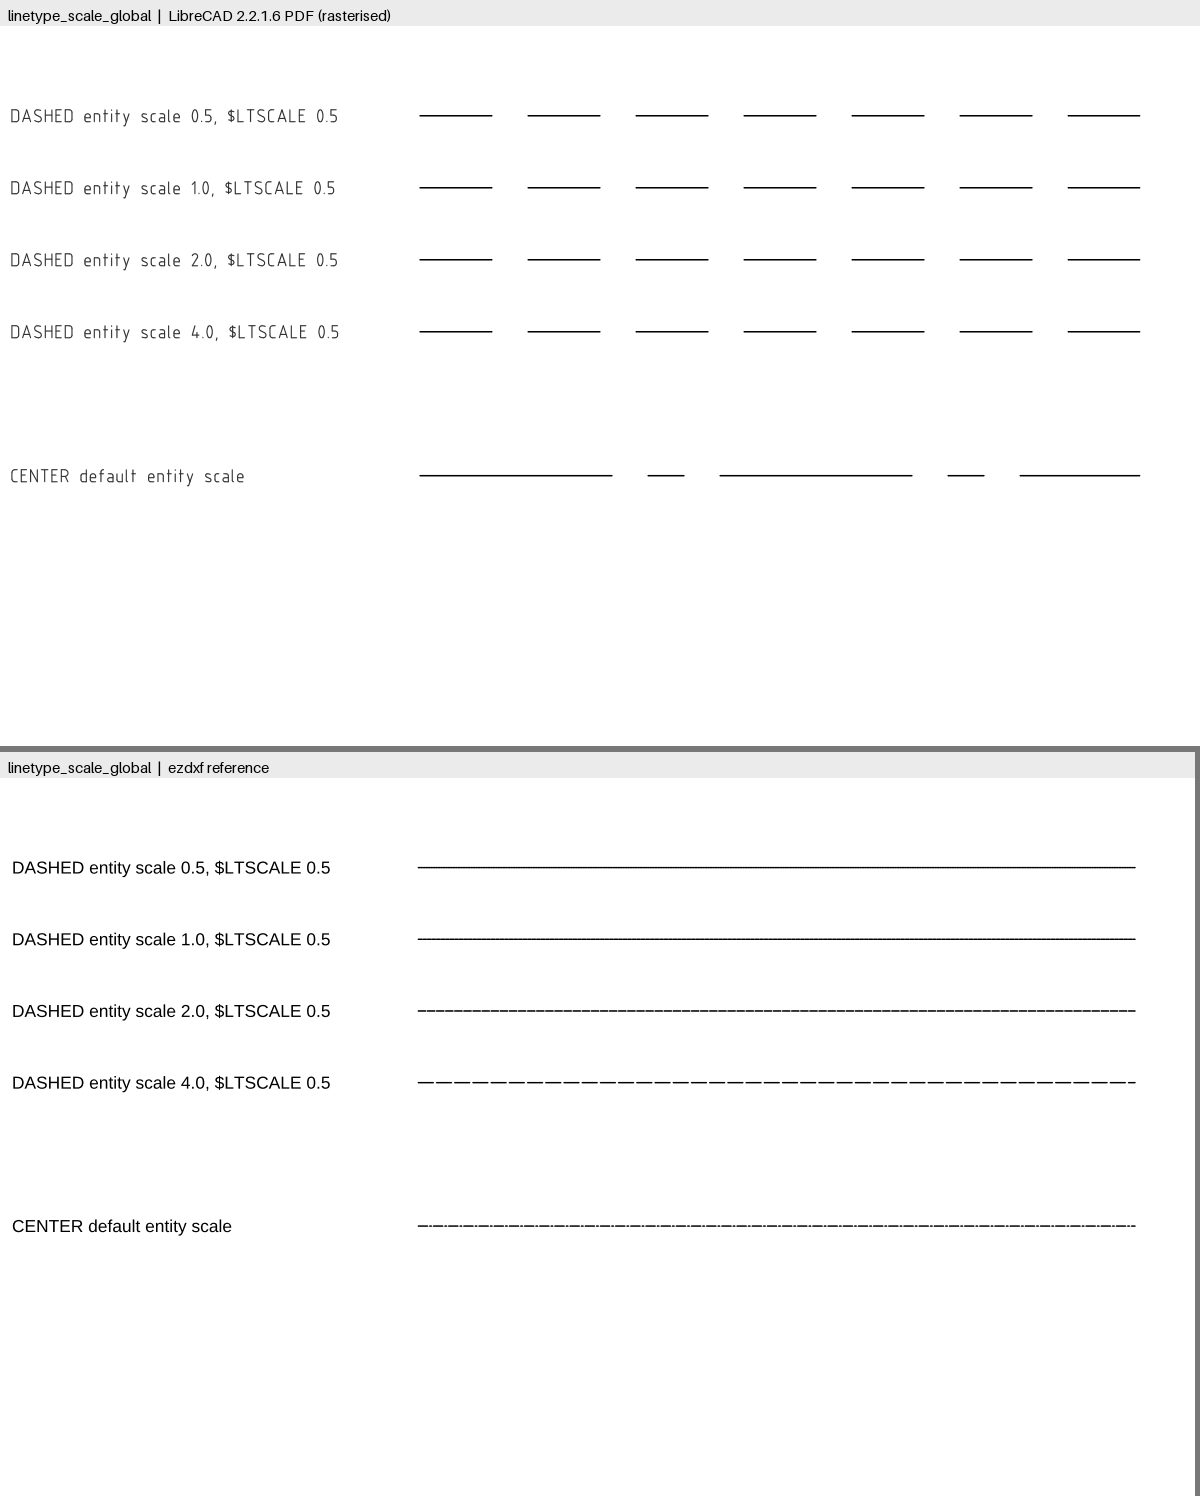 linetype_scale_global | LibreCAD 2.2.1.6 PDF (rasterised)
DASHED entity scale 0.5, $LTSCALE 0.5
DASHED entity scale 1.0, $LTSCALE 0.5
DASHED entity scale 2.0, $LTSCALE 0.5
DASHED entity scale 4.0, $LTSCALE 0.5
CENTER default entity scale
linetype_scale_global | ezdxf reference
DASHED entity scale 0.5, $LTSCALE 0.5
DASHED entity scale 1.0, $LTSCALE 0.5
DASHED entity scale 2.0, $LTSCALE 0.5
DASHED entity scale 4.0, $LTSCALE 0.5
CENTER default entity scale